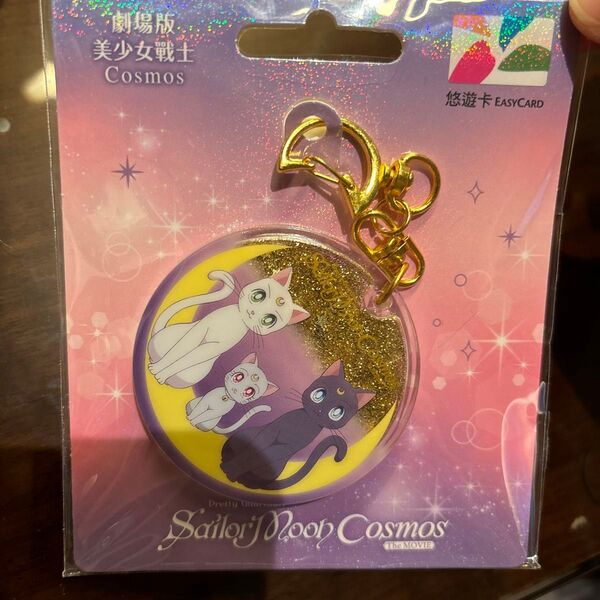 劇場版
美少女戰士
Cosmos
悠遊卡 EASYCARD
Pretty Guardian
Sailor Moon Cosmos
The MOVIE